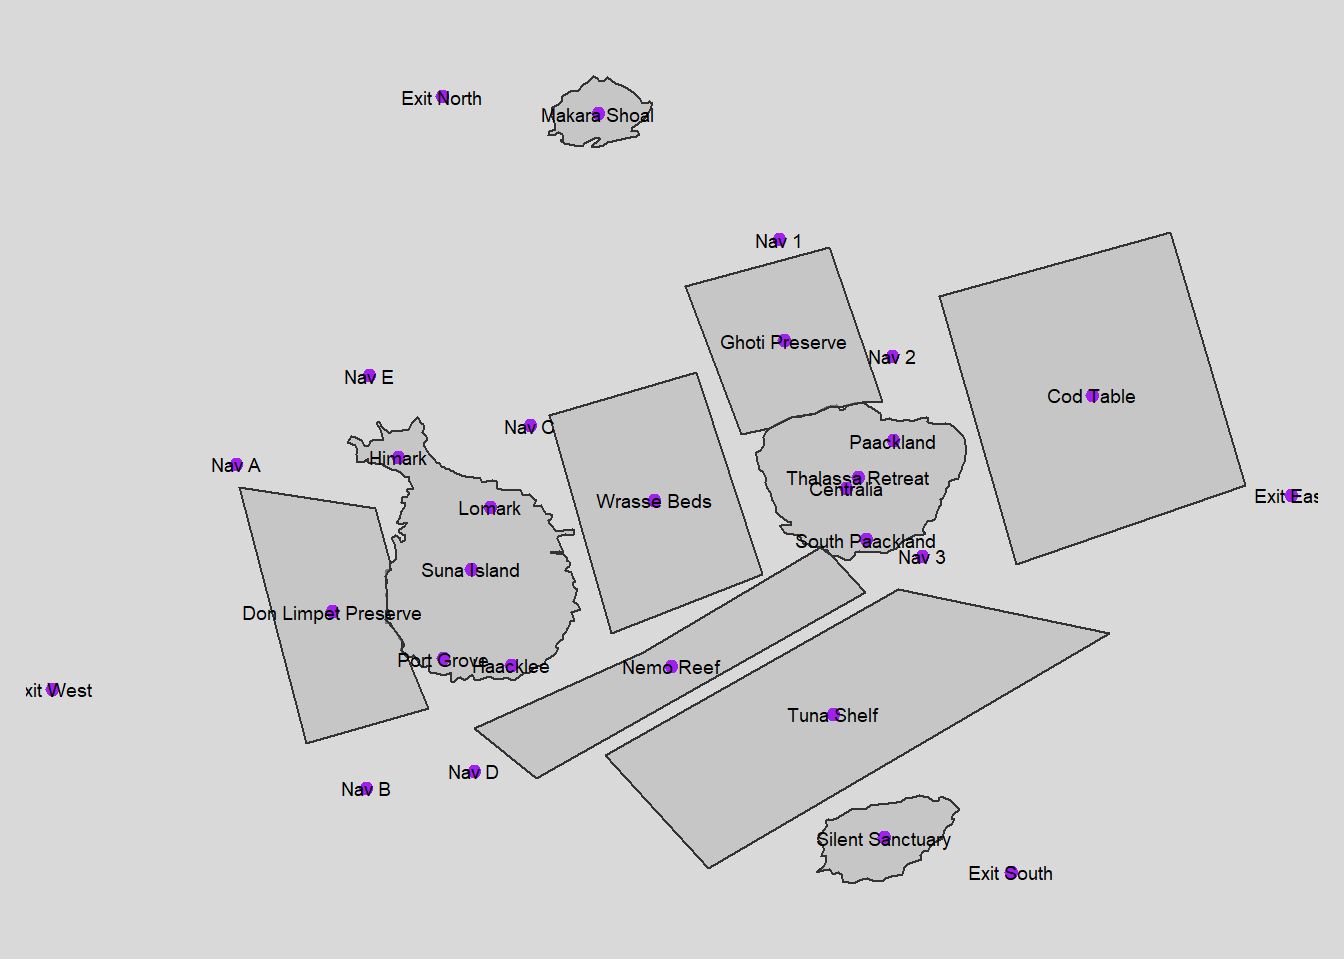 Exit North
Makara Shoal
Nav 1
Ghoti Preserve
Nav 2
Nav E
Cod Table
Nav C
Paackland
Himark
Nav A
Thalassa Retreat
Centralia
Wrasse Beds
Exit Eas
Lomark
South Paackland
Nav 3
Suna Island
Don Limpet Preserve
Port Grove
Haacklee
Nemo Reef
xit West
Tuna Shelf
Nav D
Nav B
Silent Sanctuary
Exit South